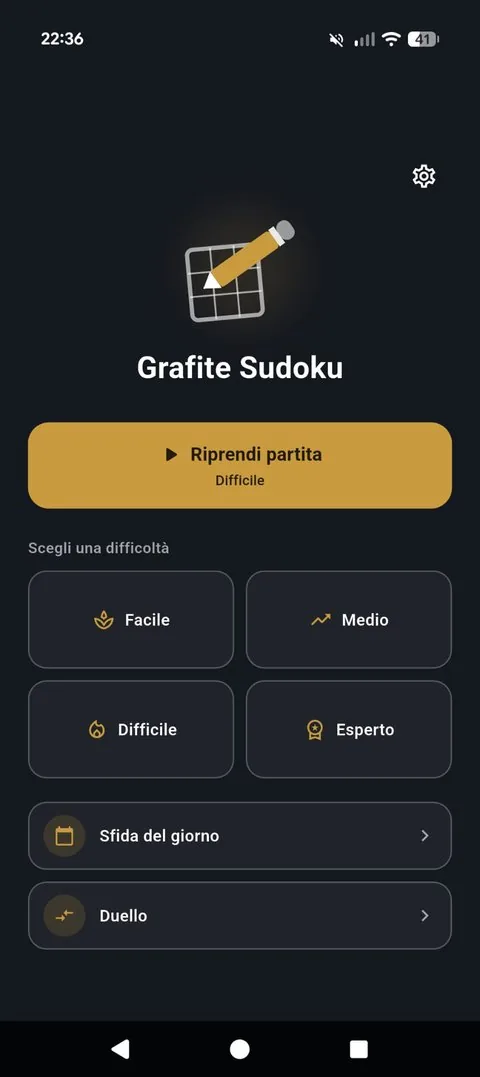 22:36
41
Grafite Sudoku
Riprendi partita
Difficile
Scegli una difficoltà
Facile
Medio
Difficile
Esperto
Sfida del giorno
Duello